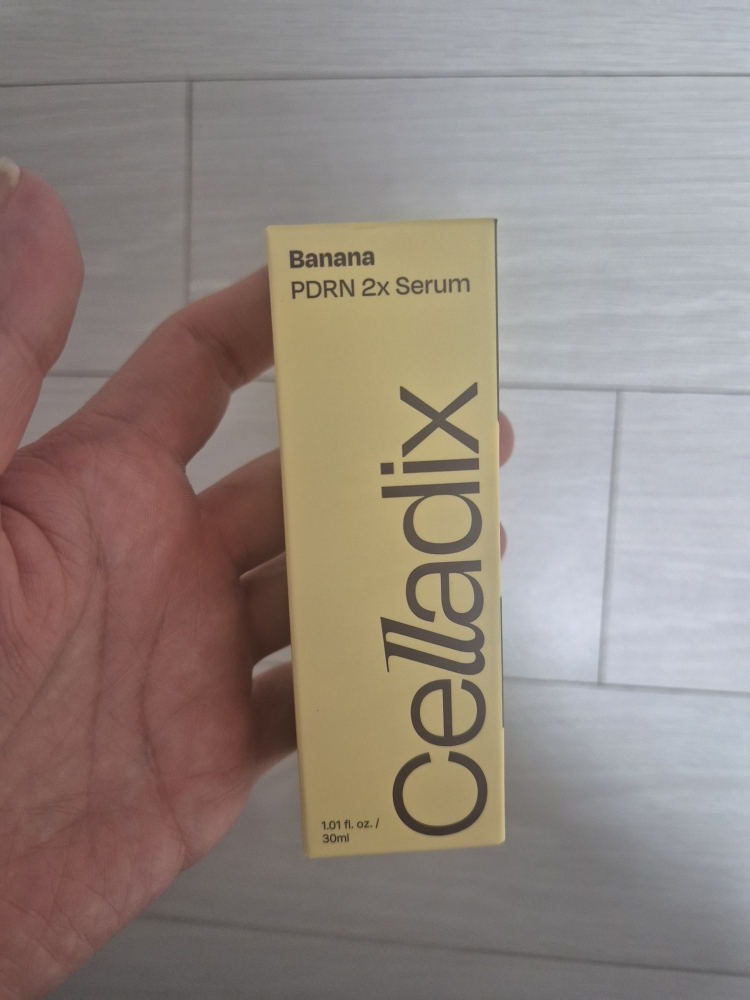 Banana
PDRN 2x Serum
Celladix
1.01 fl. oz. /
30ml